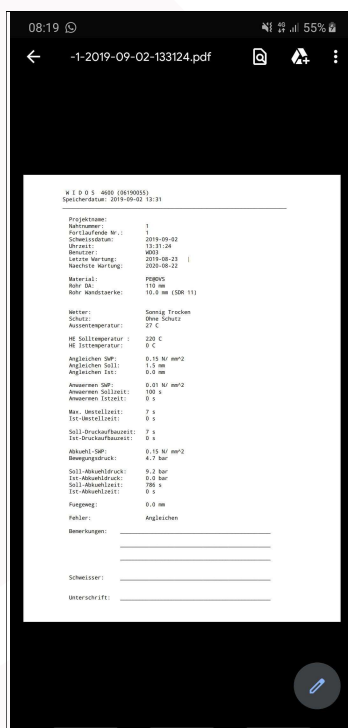 08:19 55%
-1-2019-09-02-133124.pdf
W I D O S 4600 (06190055)
Speicherdatum: 2019-09-02 13:31
Projektname:
Nahtnummer: 1
Fortlaufende Nr.: 1
Schweissdatum: 2019-09-02
Uhrzeit: 13:31:24
Benutzer: WD03
Letzte Wartung: 2019-08-23 |
Naechste Wartung: 2020-08-22
Material: PE@DVS
Rohr DA: 110 mm
Rohr Wandstaerke: 10.0 mm (SDR 11)
Wetter: Sonnig Trocken
Schutz: Ohne Schutz
Aussentemperatur: 27 C
HE Solltemperatur : 220 C
HE Isttemperatur: 0 C
Angleichen SWP: 0.15 N/ mm^2
Angleichen Soll: 1.5 mm
Angleichen Ist: 0.0 mm
Anwaermen SWP: 0.01 N/ mm^2
Anwaermen Sollzeit: 100 s
Anwaermen Istzeit: 0 s
Max. Umstellzeit: 7 s
Ist-Umstellzeit: 0 s
Soll-Druckaufbauzeit: 7 s
Ist-Druckaufbauzeit: 0 s
Abkuehl-SWP: 0.15 N/ mm^2
Bewegungsdruck: 4.7 bar
Soll-Abkuehldruck: 9.2 bar
Ist-Abkuehldruck: 0.0 bar
Soll-Abkuehlzeit: 786 s
Ist-Abkuehlzeit: 0 s
Fuegeweg: 0.0 mm
Fehler: Angleichen
Bemerkungen:
Schweisser:
Unterschrift: